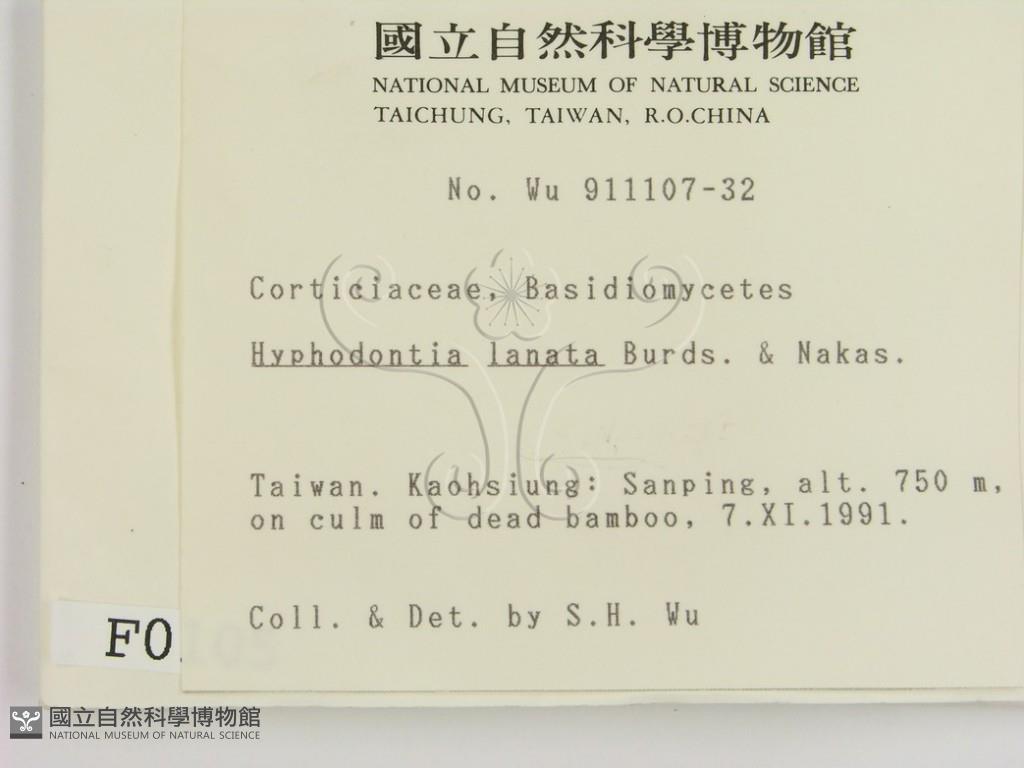 國立自然科學博物館
NATIONAL MUSEUM OF NATURAL SCIENCE
TAICHUNG, TAIWAN, R.O.CHINA
No. Wu 911107-32
Corticiaceae, Basidiomycetes
Hyphodontia lanata Burds. & Nakas.
Taiwan. Kaohsiung: Sanping, alt. 750 m,
on culm of dead bamboo, 7.XI.1991.
Coll. & Det. by S.H. Wu
F0
國立自然科學博物館
NATIONAL MUSEUM OF NATURAL SCIENCE